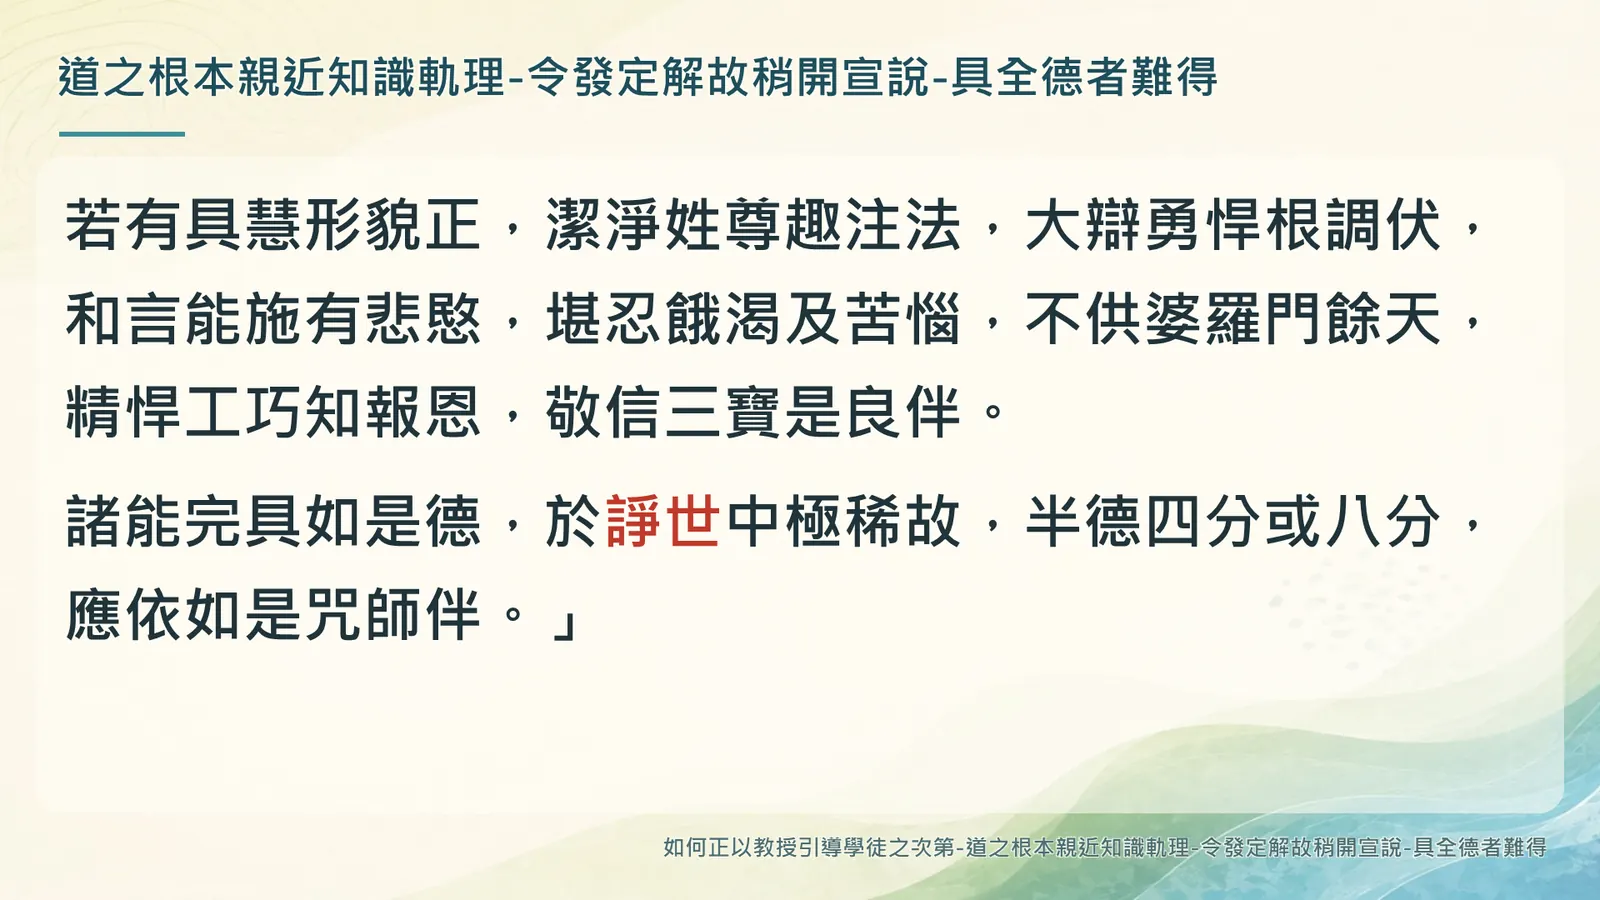 道之根本親近知識軌理-令發定解故稍開宣說-具全德者難得
若有具慧形貌正，潔淨姓尊趣注法，大辯勇悍根調伏，
和言能施有悲愍，堪忍餓渴及苦惱，不供婆羅門餘天，
精悍工巧知報恩，敬信三寶是良伴。
諸能完具如是德，於諍世中極稀故，半德四分或八分，
應依如是咒師伴。」
如何正以教授引導學徒之次第-道之根本親近知識軌理-令發定解故稍開宣說-具全德者難得